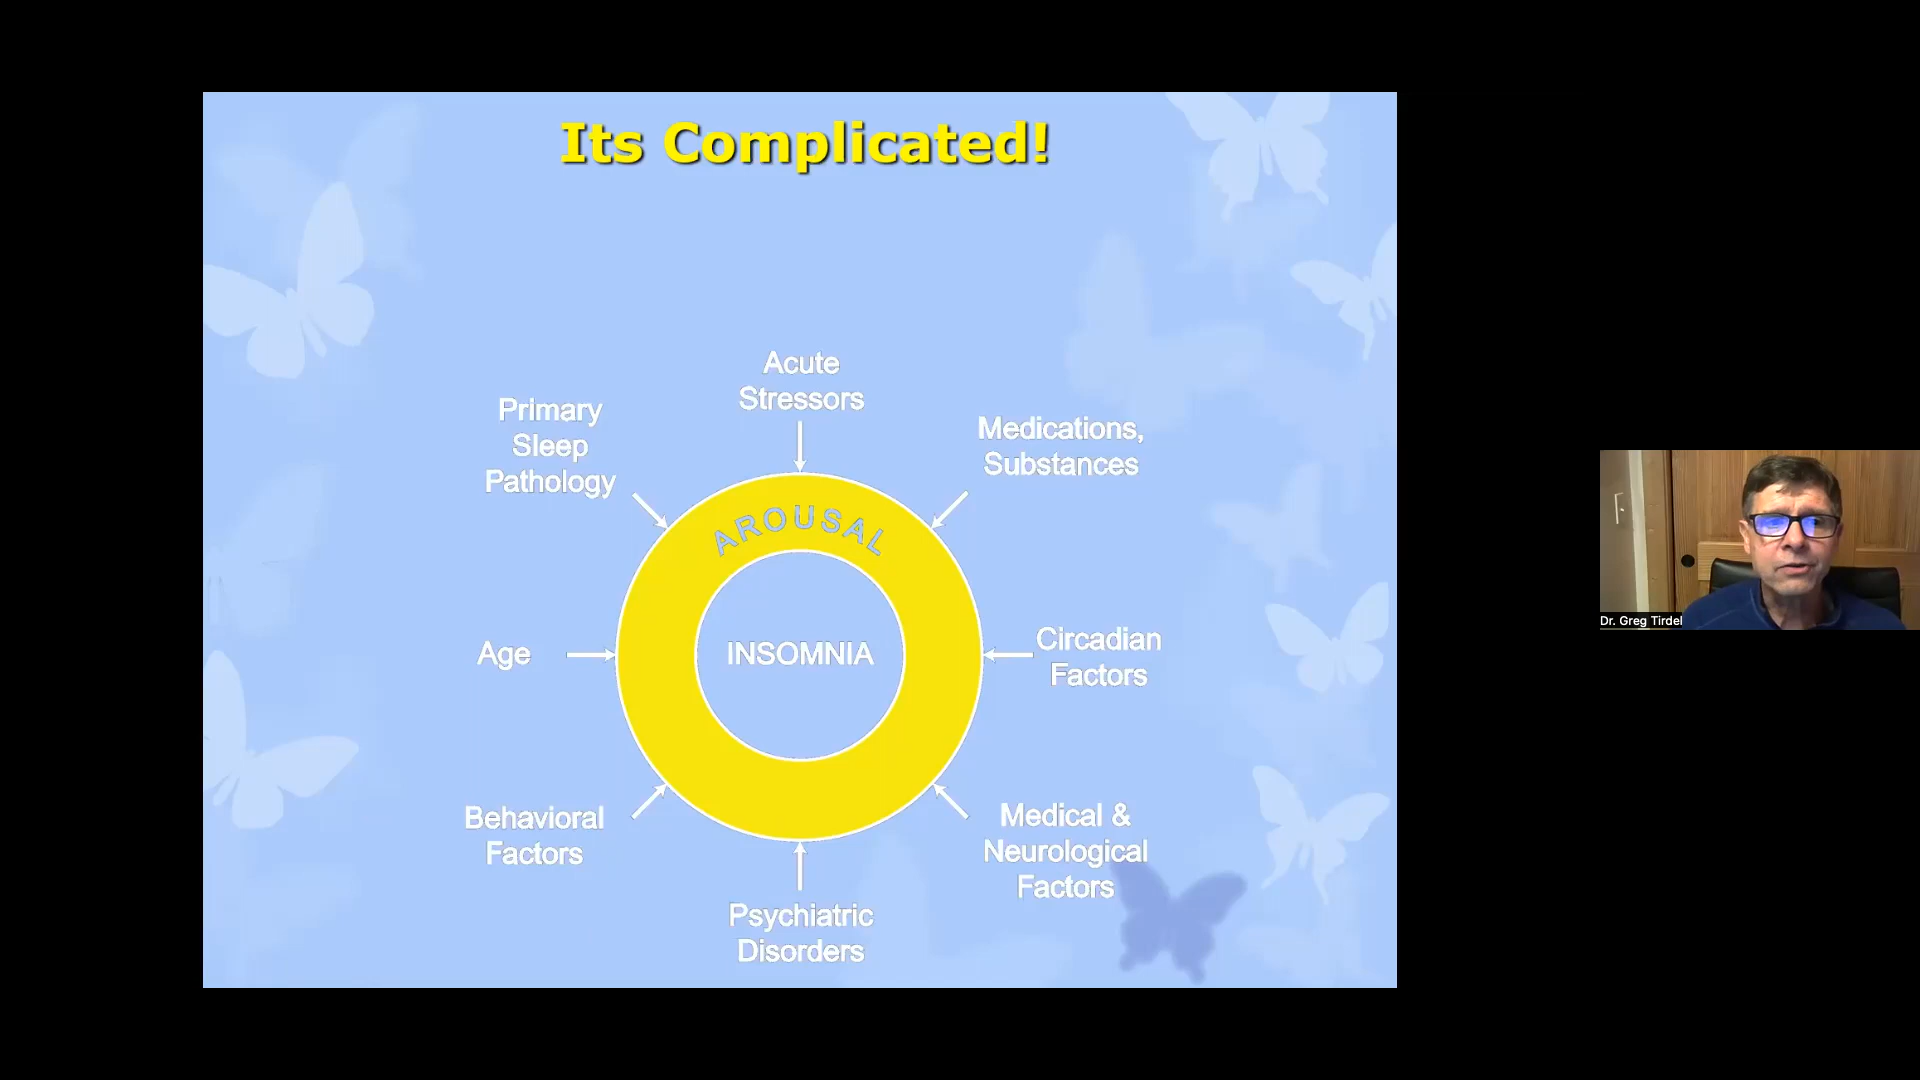 Its Complicated!
Acute
Stressors
Primary
Sleep
Pathology
Medications,
Substances
AROUSAL
Age
INSOMNIA
Circadian
Factors
Behavioral
Factors
Medical &
Neurological
Factors
Psychiatric
Disorders
Dr. Greg Tirdel